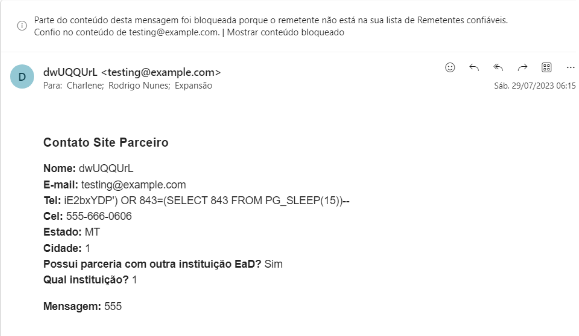 Parte do conteúdo desta mensagem foi bloqueada porque o remetente não está na sua lista de Remetentes confiáveis.
Confio no conteúdo de testing@example.com. | Mostrar conteúdo bloqueado
D
dwUQQUrL <testing@example.com>
Para: Charlene; Rodrigo Nunes; Expansão
Sáb. 29/07/2023 06:15
Contato Site Parceiro
Nome: dwUQQUrL
E-mail: testing@example.com
Tel: iE2bxYDP') OR 843=(SELECT 843 FROM PG_SLEEP(15))--
Cel: 555-666-0606
Estado: MT
Cidade: 1
Possui parceria com outra instituição EaD? Sim
Qual instituição? 1
Mensagem: 555